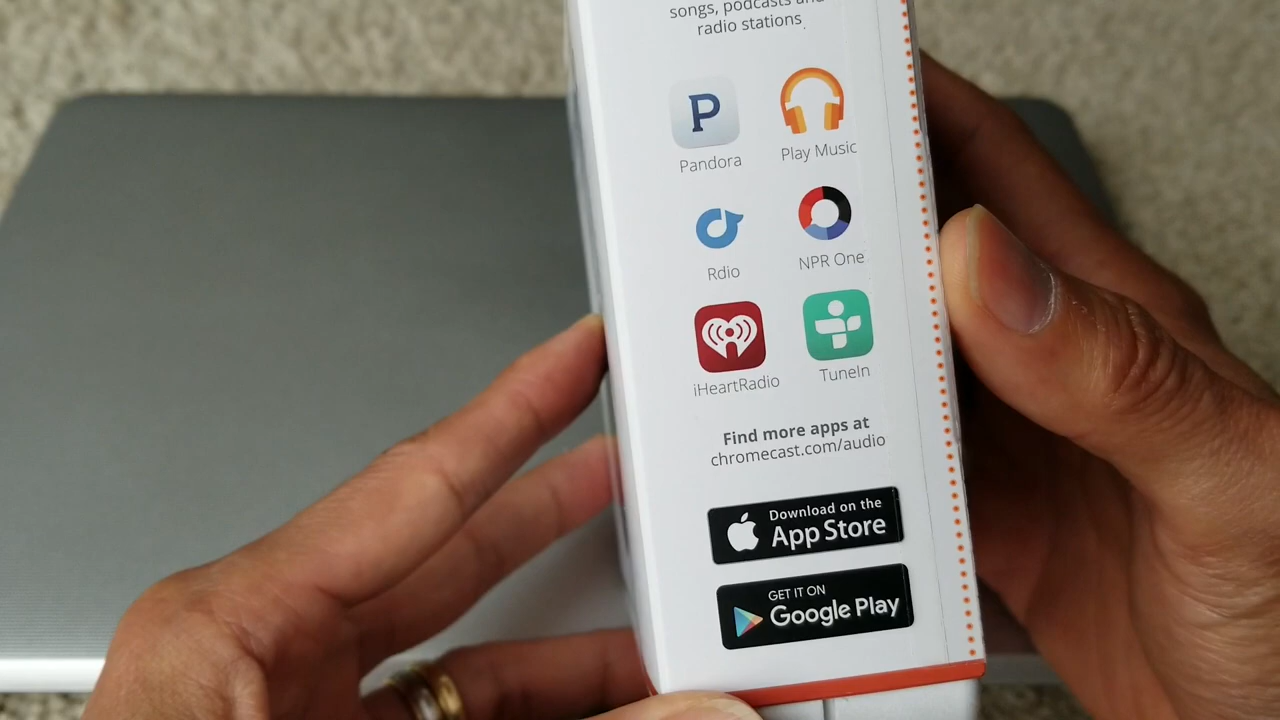 songs, podcasts and
radio stations
P
Pandora
Play Music
Rdio
NPR One
iHeartRadio
TuneIn
Find more apps at
chromecast.com/audio
Download on the
App Store
GET IT ON
Google Play